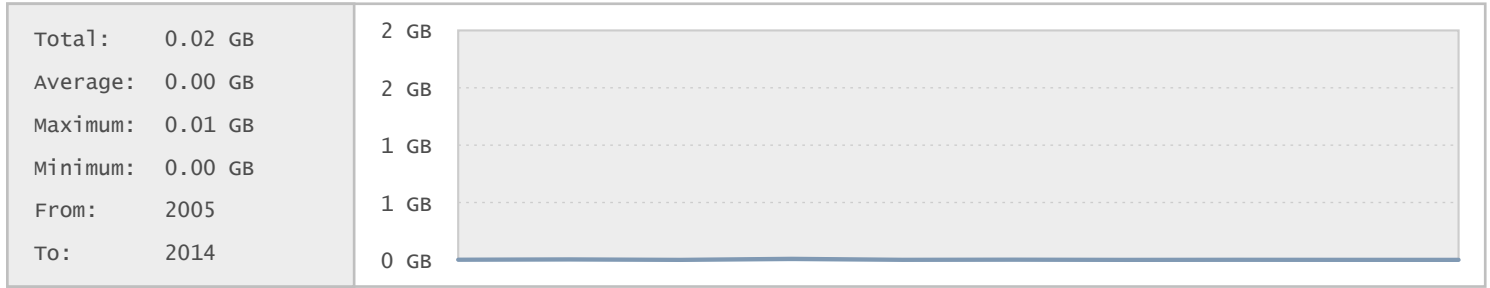 Total: 0.02 GB
Average: 0.00 GB
Maximum: 0.01 GB
Minimum: 0.00 GB
From: 2005
To: 2014
2 GB
2 GB
1 GB
1 GB
0 GB